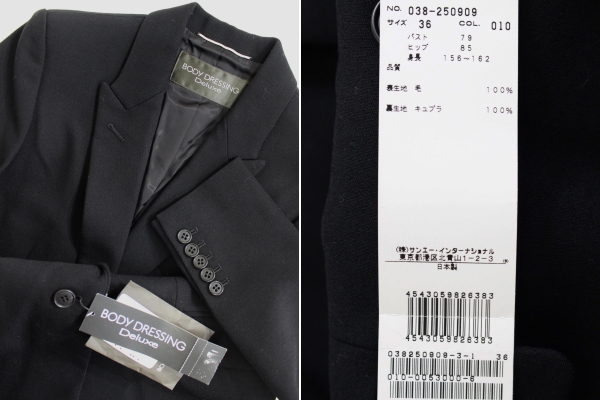 BODY DRESSING
Deluxe
BODY DRESSING
Deluxe
NO. 038-250909
サイズ 36 COL. 010
バスト 79
ヒップ 85
身長 156-162
品質
表生地 毛 100%
裏生地 キュプラ 100%
(株)サンエー・インターナショナル
東京都港区北青山1-2-3
日本製
4543059826383
4543059826383
038250909-3-1 36
010-0053000-8